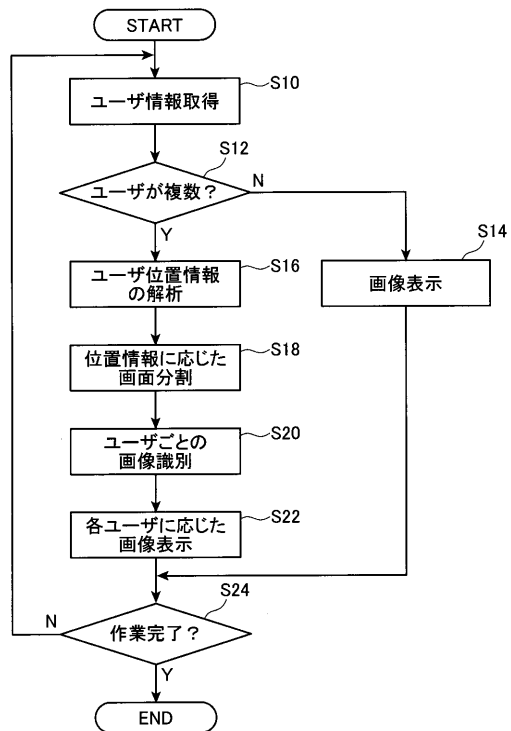 START
ユーザ情報取得
S10
ユーザが複数？
S12
N
Y
ユーザ位置情報
の解析
S16
画像表示
S14
位置情報に応じた
画面分割
S18
ユーザごとの
画像識別
S20
各ユーザに応じた
画像表示
S22
作業完了？
S24
N
Y
END